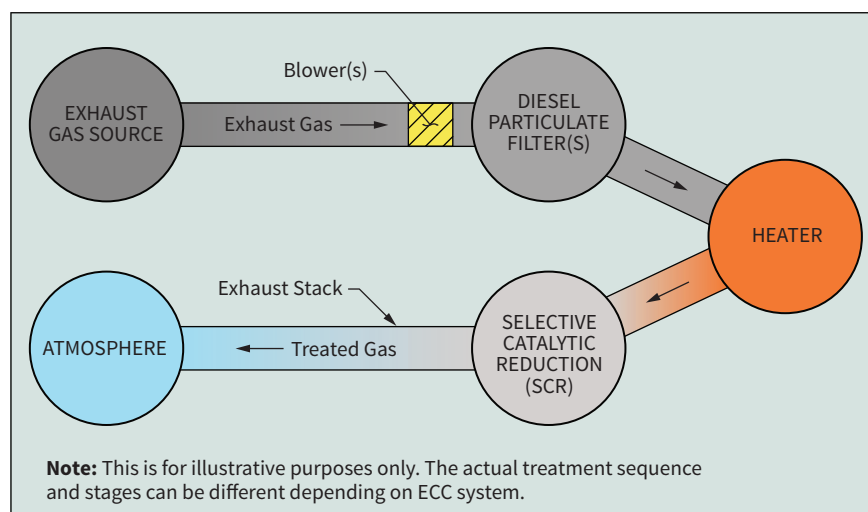 Blower(s)
EXHAUST
GAS SOURCE
Exhaust Gas
DIESEL
PARTICULATE
FILTER(S)
HEATER
Exhaust Stack
ATMOSPHERE
Treated Gas
SELECTIVE
CATALYTIC
REDUCTION
(SCR)
Note: This is for illustrative purposes only. The actual treatment sequence
and stages can be different depending on ECC system.